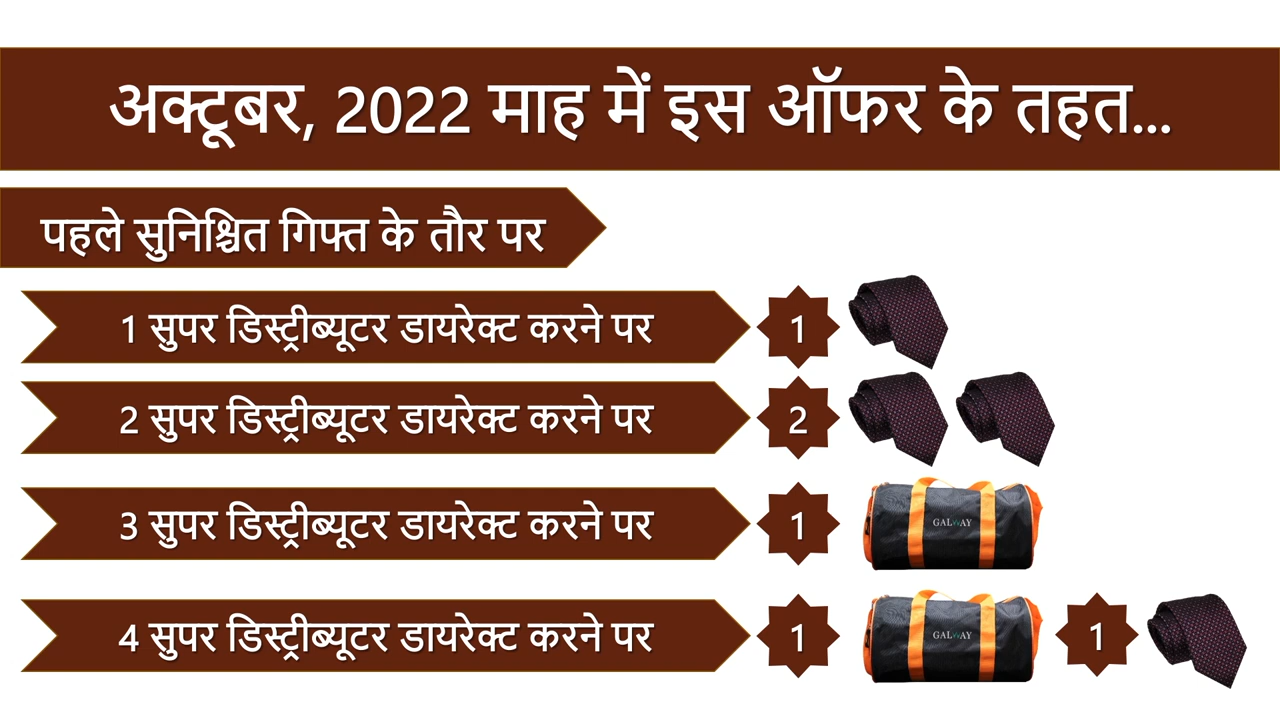 अक्टूबर, 2022 माह में इस ऑफर के तहत...
पहले सुनिश्चित गिफ्त के तौर पर
1 सुपर डिस्ट्रीब्यूटर डायरेक्ट करने पर
1
2 सुपर डिस्ट्रीब्यूटर डायरेक्ट करने पर
2
3 सुपर डिस्ट्रीब्यूटर डायरेक्ट करने पर
1
GALWAY
4 सुपर डिस्ट्रीब्यूटर डायरेक्ट करने पर
1
GALWAY
1